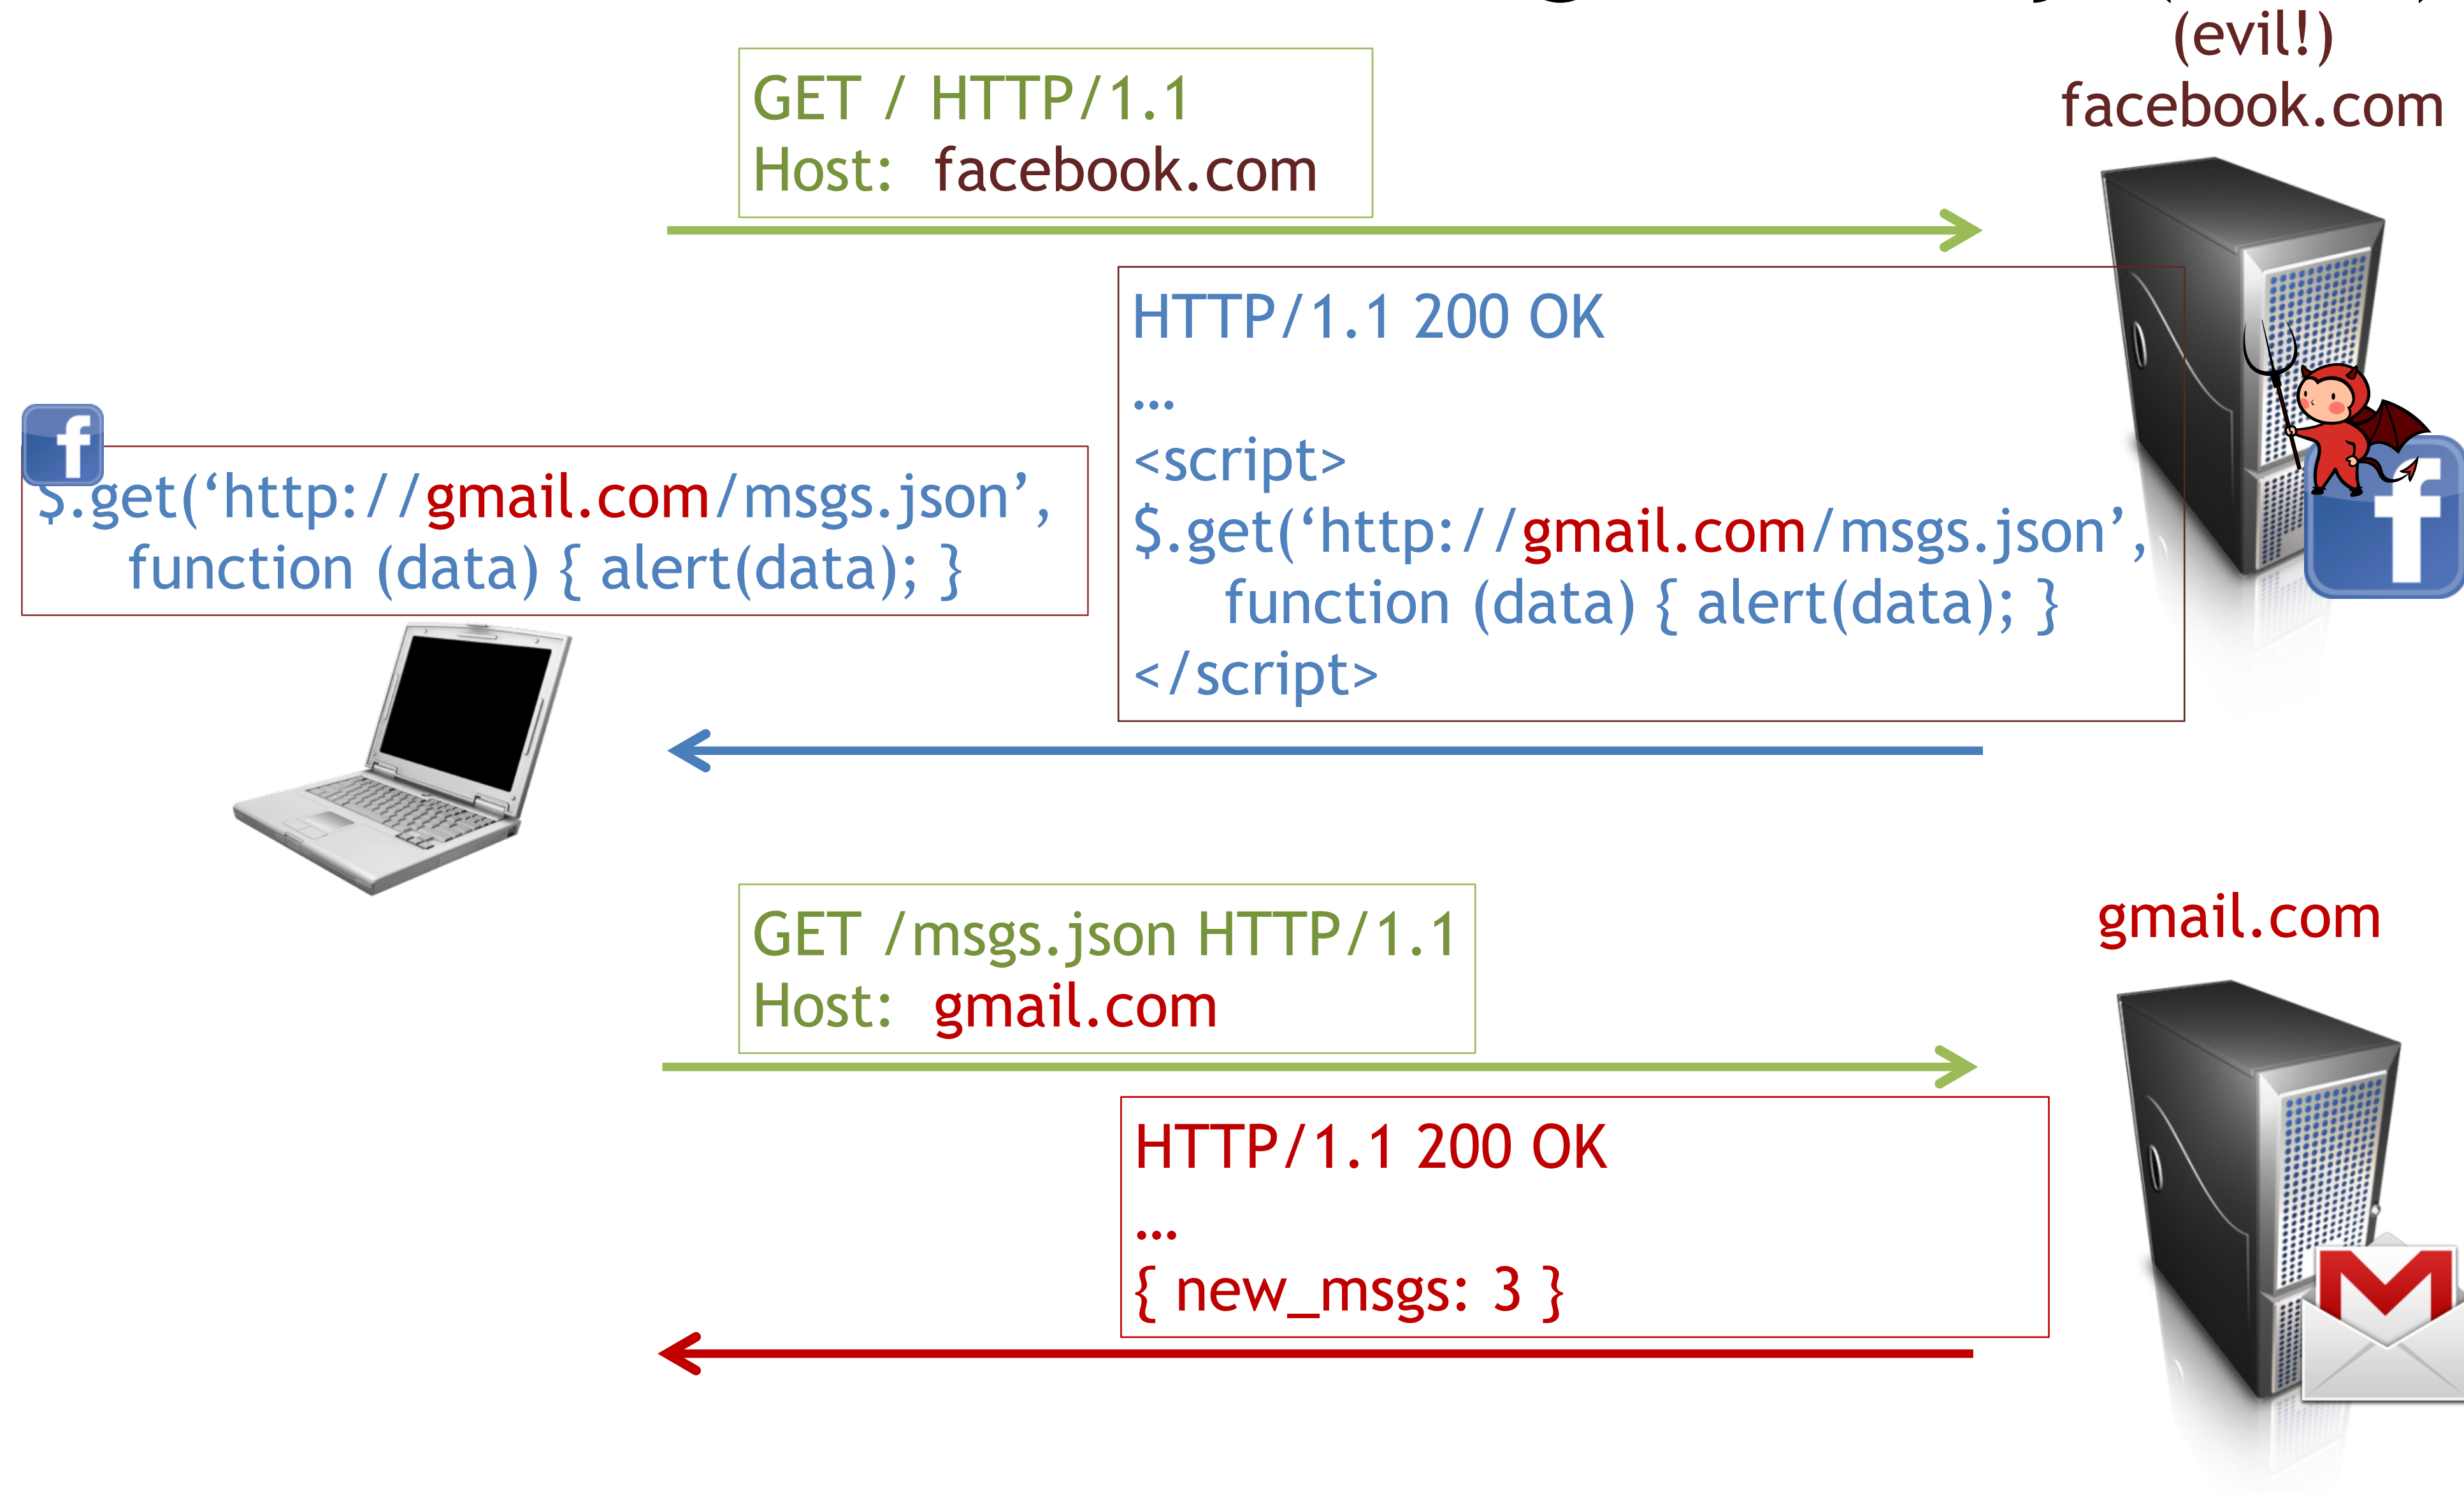 (evil!)
facebook.com
GET / HTTP/1.1
Host: facebook.com
HTTP/1.1 200 OK
…
<script>
$.get(‘http://gmail.com/msgs.json’,
function (data) { alert(data); }
</script>
f
$.get(‘http://gmail.com/msgs.json’,
function (data) { alert(data); }
f
gmail.com
GET /msgs.json HTTP/1.1
Host: gmail.com
HTTP/1.1 200 OK
…
{ new_msgs: 3 }